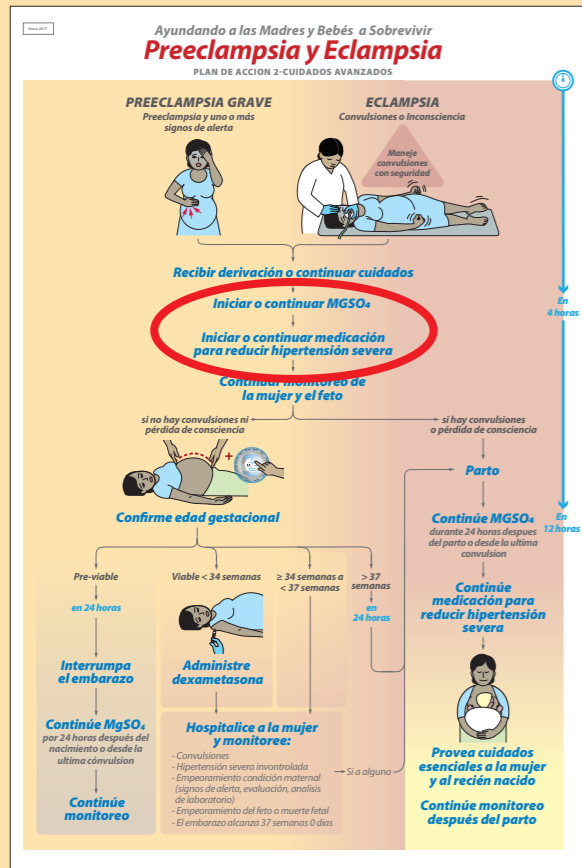 Enero 2017
Ayundando a las Madres y Bebés a Sobrevivir
Preeclampsia y Eclampsia
PLAN DE ACCION 2-CUIDADOS AVANZADOS
PREECLAMPSIA GRAVE
Preeclampsia y uno o más
signos de alerta
ECLAMPSIA
Convulsiones o Inconsciencia
Maneje
convulsiones
con seguridad
Recibir derivación o continuar cuidados
Iniciar o continuar MGSO₄
Iniciar o continuar medicación
para reducir hipertensión severa
Continuar monitoreo de
la mujer y el feto
En
4 horas
si no hay convulsiones ni
pérdida de consciencia
+
Confirme edad gestacional
Pre-viable
en 24 horas
Interrumpa
el embarazo
Continúe MgSO₄
por 24 horas después del
nacimiento o desde la
ultima cónvulsion
Continúe
monitoreo
Viable < 34 semanas
Administre
dexametasona
≥ 34 semanas a
< 37 semanas
> 37
semanas
en
24 horas
Hospitalice a la mujer
y monitoree:
- Convulsiones
- Hipertensión severa invontrolada
- Empeoramiento condición maternal
(signos de alerta, evaluación, analisis
de laboratorio)
- Empeoramiento del feto o muerte fetal
- El embarazo alcanza 37 semanas 0 dias
Si a alguno
si hay convulsiones
o pérdida de consciencia
Parto
En
12 horas
Continúe MGSO₄
durante 24 horas despues
del parto o desde la ultima
convulsion
Continúe
medicación para
reducir hipertensión
severa
Provea cuidados
esenciales a la mujer
y al recién nacido
Continúe monitoreo
después del parto